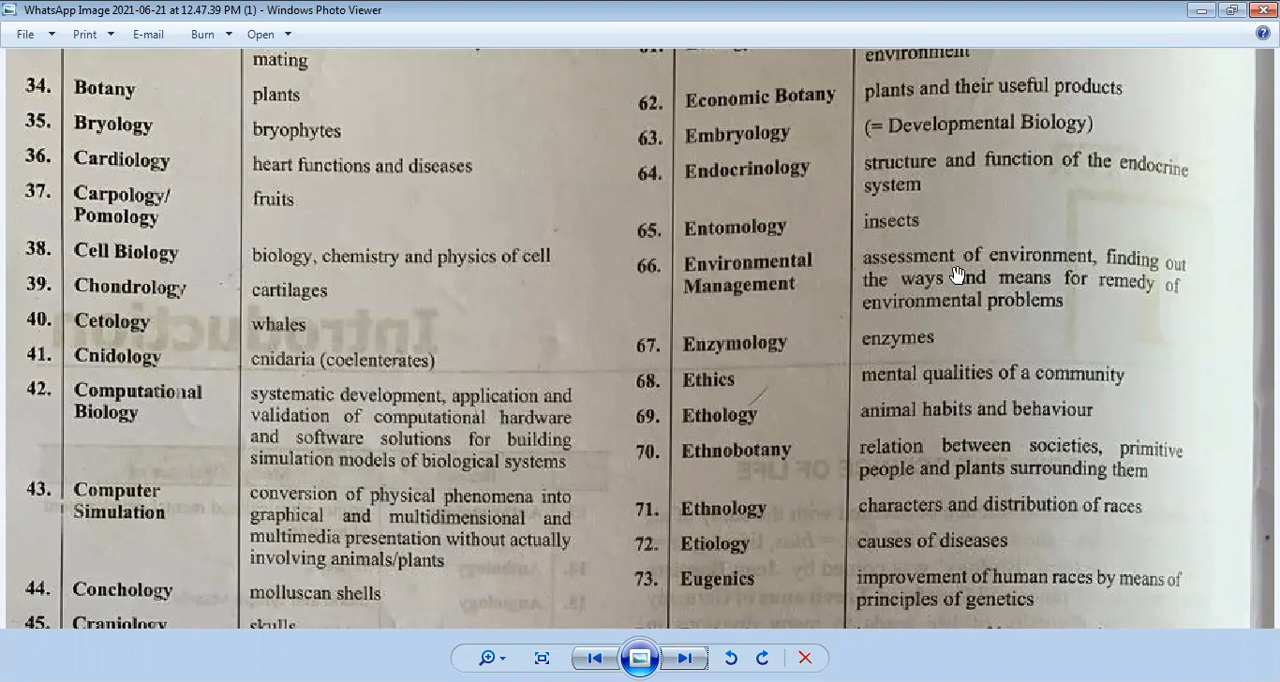 WhatsApp Image 2021-06-21 at 12.47.39 PM (1) - Windows Photo Viewer
File Print E-mail Burn Open
mating
34. Botany plants
35. Bryology bryophytes
36. Cardiology heart functions and diseases
37. Carpology/ fruits
Pomology
38. Cell Biology biology, chemistry and physics of cell
39. Chondrology cartilages
40. Cetology whales
41. Cnidology cnidaria (coelenterates)
42. Computational systematic development, application and
Biology validation of computational hardware
and software solutions for building
simulation models of biological systems
43. Computer conversion of physical phenomena into
Simulation graphical and multidimensional and
multimedia presentation without actually
involving animals/plants
44. Conchology molluscan shells
45. Craniology skulls
environment
62. Economic Botany plants and their useful products
63. Embryology (= Developmental Biology)
64. Endocrinology structure and function of the endocrine
system
65. Entomology insects
66. Environmental assessment of environment, finding out
Management the ways and means for remedy of
environmental problems
67. Enzymology enzymes
68. Ethics mental qualities of a community
69. Ethology animal habits and behaviour
70. Ethnobotany relation between societies, primitive
people and plants surrounding them
71. Ethnology characters and distribution of races
72. Etiology causes of diseases
73. Eugenics improvement of human races by means of
principles of genetics